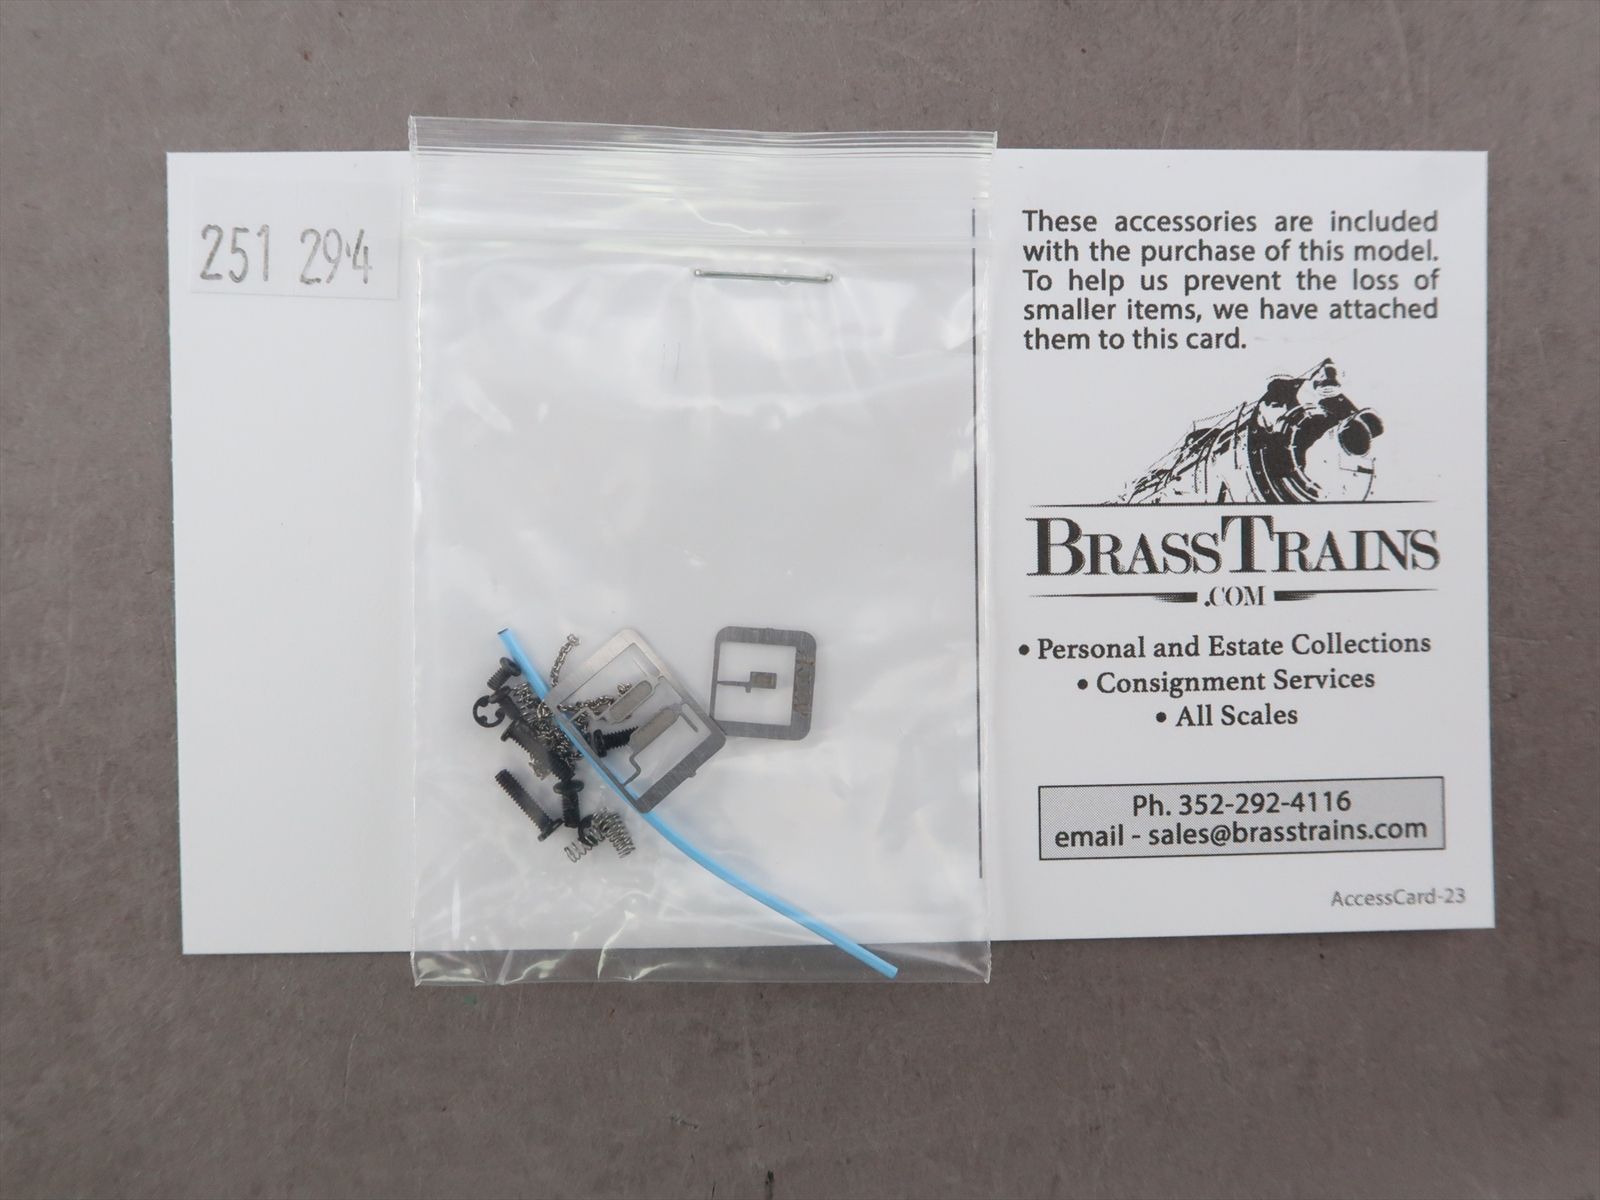 251 294
These accessories are included
with the purchase of this model.
To help us prevent the loss of
smaller items, we have attached
them to this card.
BRASSTRAINS
.COM
• Personal and Estate Collections
• Consignment Services
• All Scales
Ph. 352-292-4116
email - sales@brasstrains.com
AccessCard-23